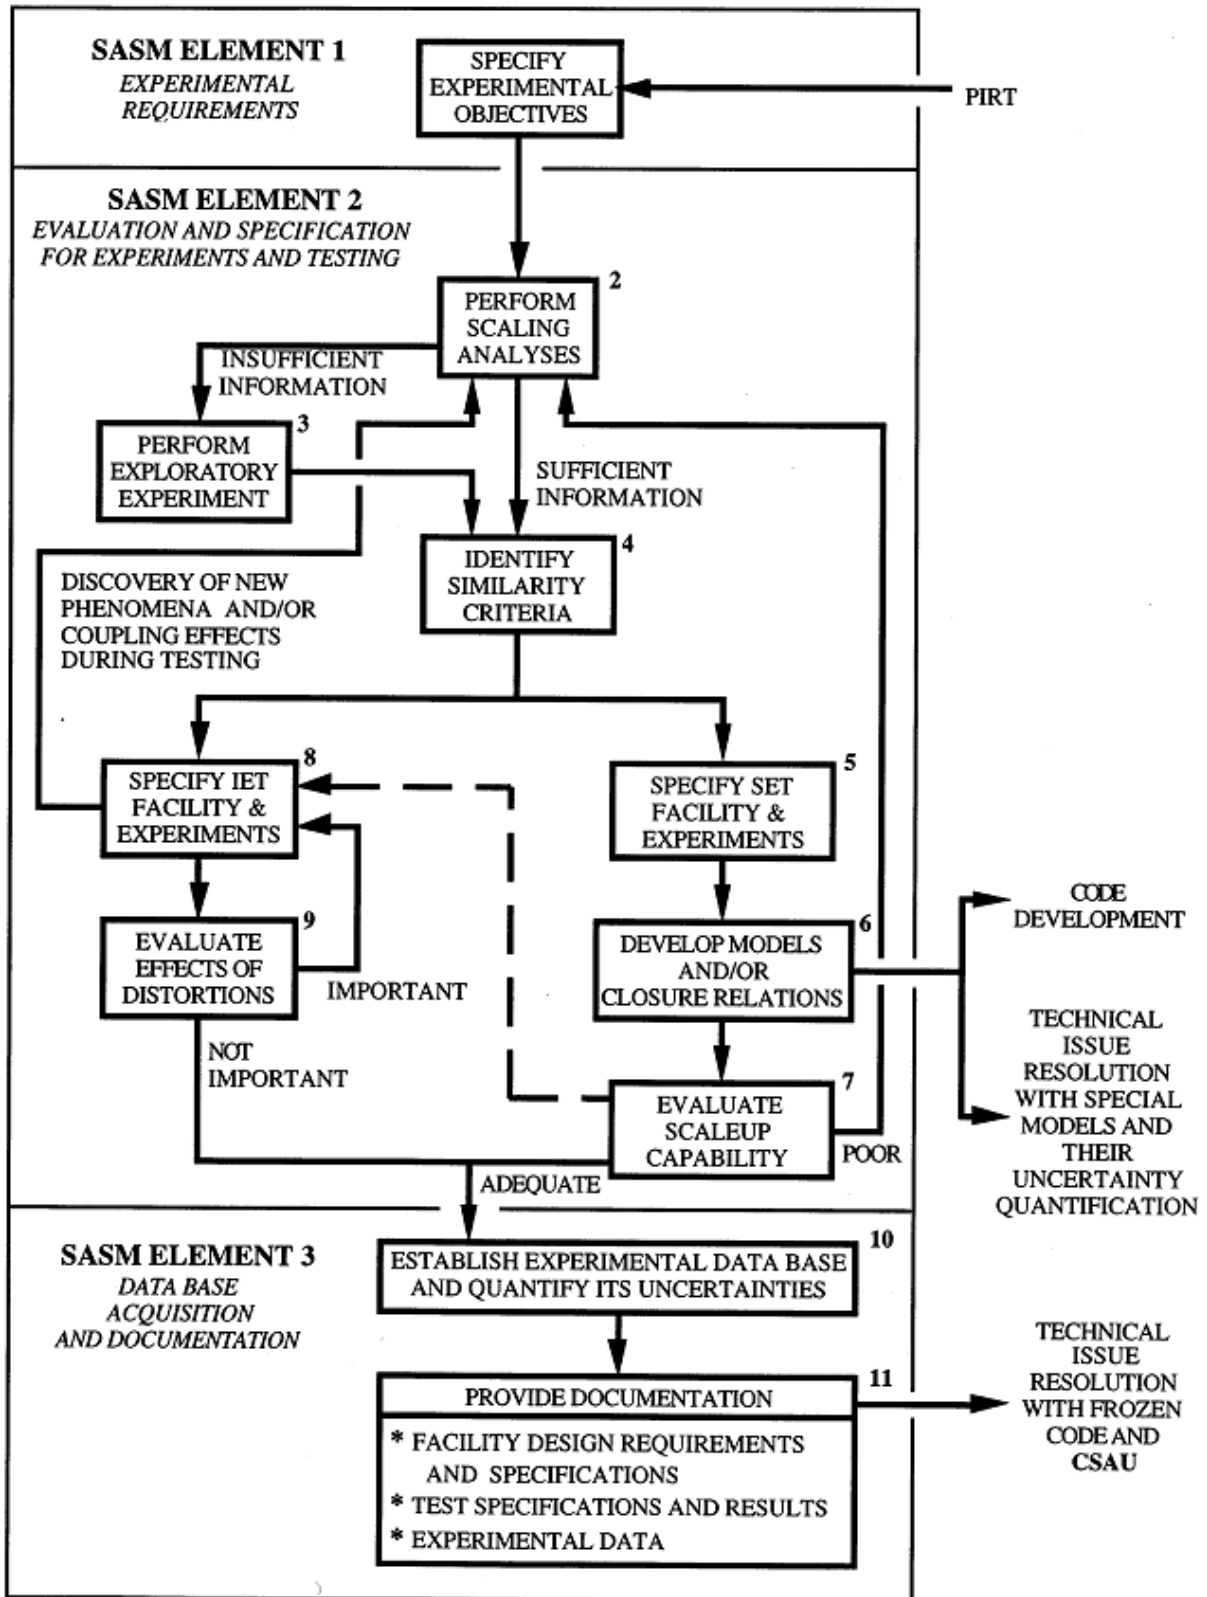 SASM ELEMENT 1
EXPERIMENTAL
REQUIREMENTS
SPECIFY
EXPERIMENTAL
OBJECTIVES
PIRT
SASM ELEMENT 2
EVALUATION AND SPECIFICATION
FOR EXPERIMENTS AND TESTING
2
PERFORM
SCALING
ANALYSES
INSUFFICIENT
INFORMATION
3
PERFORM
EXPLORATORY
EXPERIMENT
SUFFICIENT
INFORMATION
4
IDENTIFY
SIMILARITY
CRITERIA
DISCOVERY OF NEW
PHENOMENA AND/OR
COUPLING EFFECTS
DURING TESTING
8
SPECIFY IET
FACILITY &
EXPERIMENTS
5
SPECIFY SET
FACILITY &
EXPERIMENTS
9
EVALUATE
EFFECTS OF
DISTORTIONS
IMPORTANT
6
DEVELOP MODELS
AND/OR
CLOSURE RELATIONS
CODE
DEVELOPMENT
NOT
IMPORTANT
7
EVALUATE
SCALEUP
CAPABILITY
POOR
ADEQUATE
TECHNICAL
ISSUE
RESOLUTION
WITH SPECIAL
MODELS AND
THEIR
UNCERTAINTY
QUANTIFICATION
SASM ELEMENT 3
DATA BASE
ACQUISITION
AND DOCUMENTATION
10
ESTABLISH EXPERIMENTAL DATA BASE
AND QUANTIFY ITS UNCERTAINTIES
11
PROVIDE DOCUMENTATION
* FACILITY DESIGN REQUIREMENTS
AND SPECIFICATIONS
* TEST SPECIFICATIONS AND RESULTS
* EXPERIMENTAL DATA
TECHNICAL
ISSUE
RESOLUTION
WITH FROZEN
CODE AND
CSAU